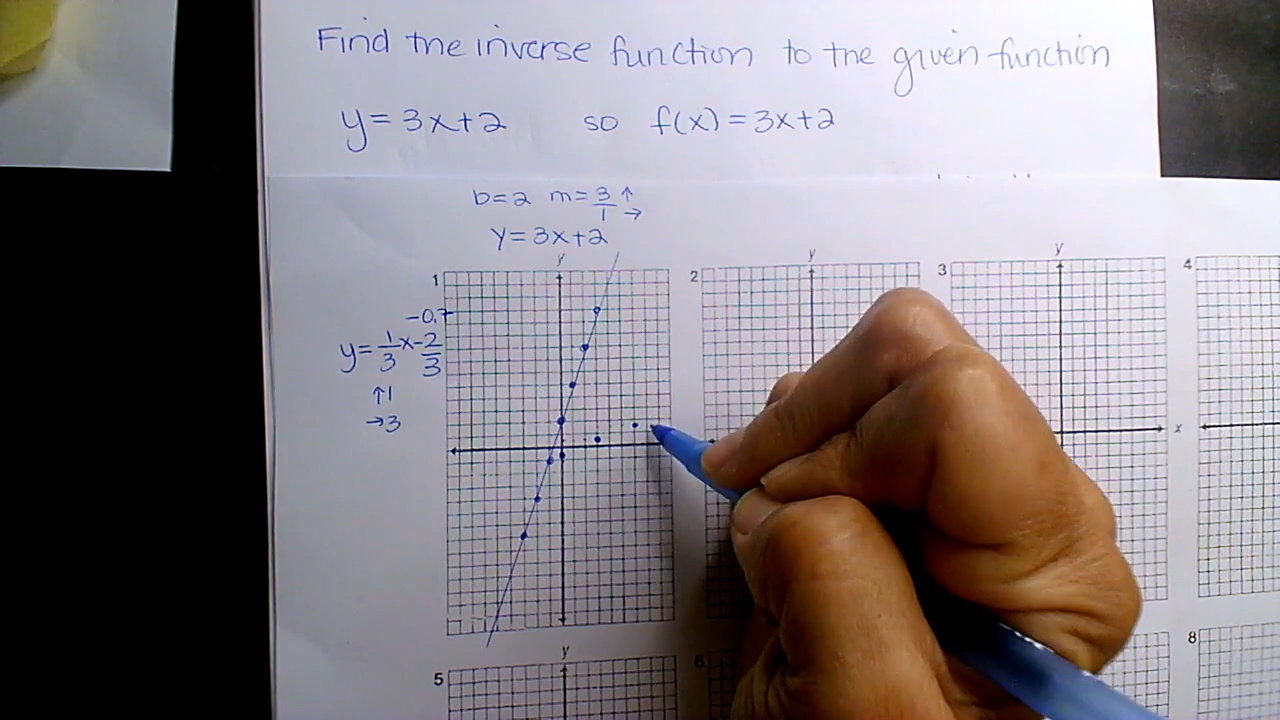 Find the inverse function to the given function
y = 3x+2 so f(x) = 3x+2
b=2 m=3/1 ↑ →
y=3x+2
1 y
2 y
3 y
4
-0.7
y=1/3x-2/3
↑1
→3
x
5 y
6
8